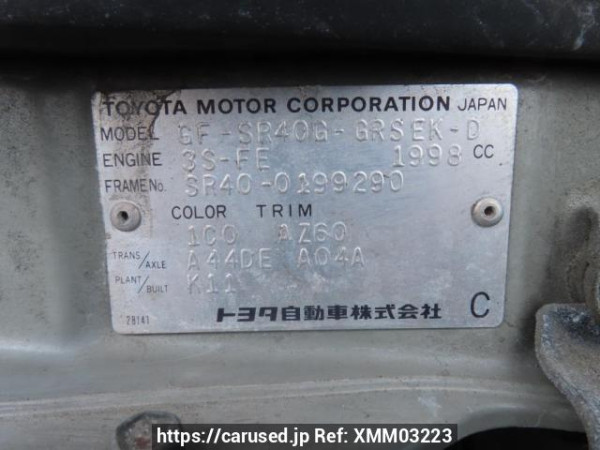 TOYOTA MOTOR CORPORATION JAPAN
MODEL GF-SR40G-GRSEK-D
ENGINE 3S-FE 1998 CC
FRAME No. SR40-0199290
COLOR TRIM
1C0 AZ60
TRANS/AXLE A44DE A04A
PLANT/BUILT K11
28141 トヨタ自動車株式会社 C
https://carused.jp Ref: XMM03223